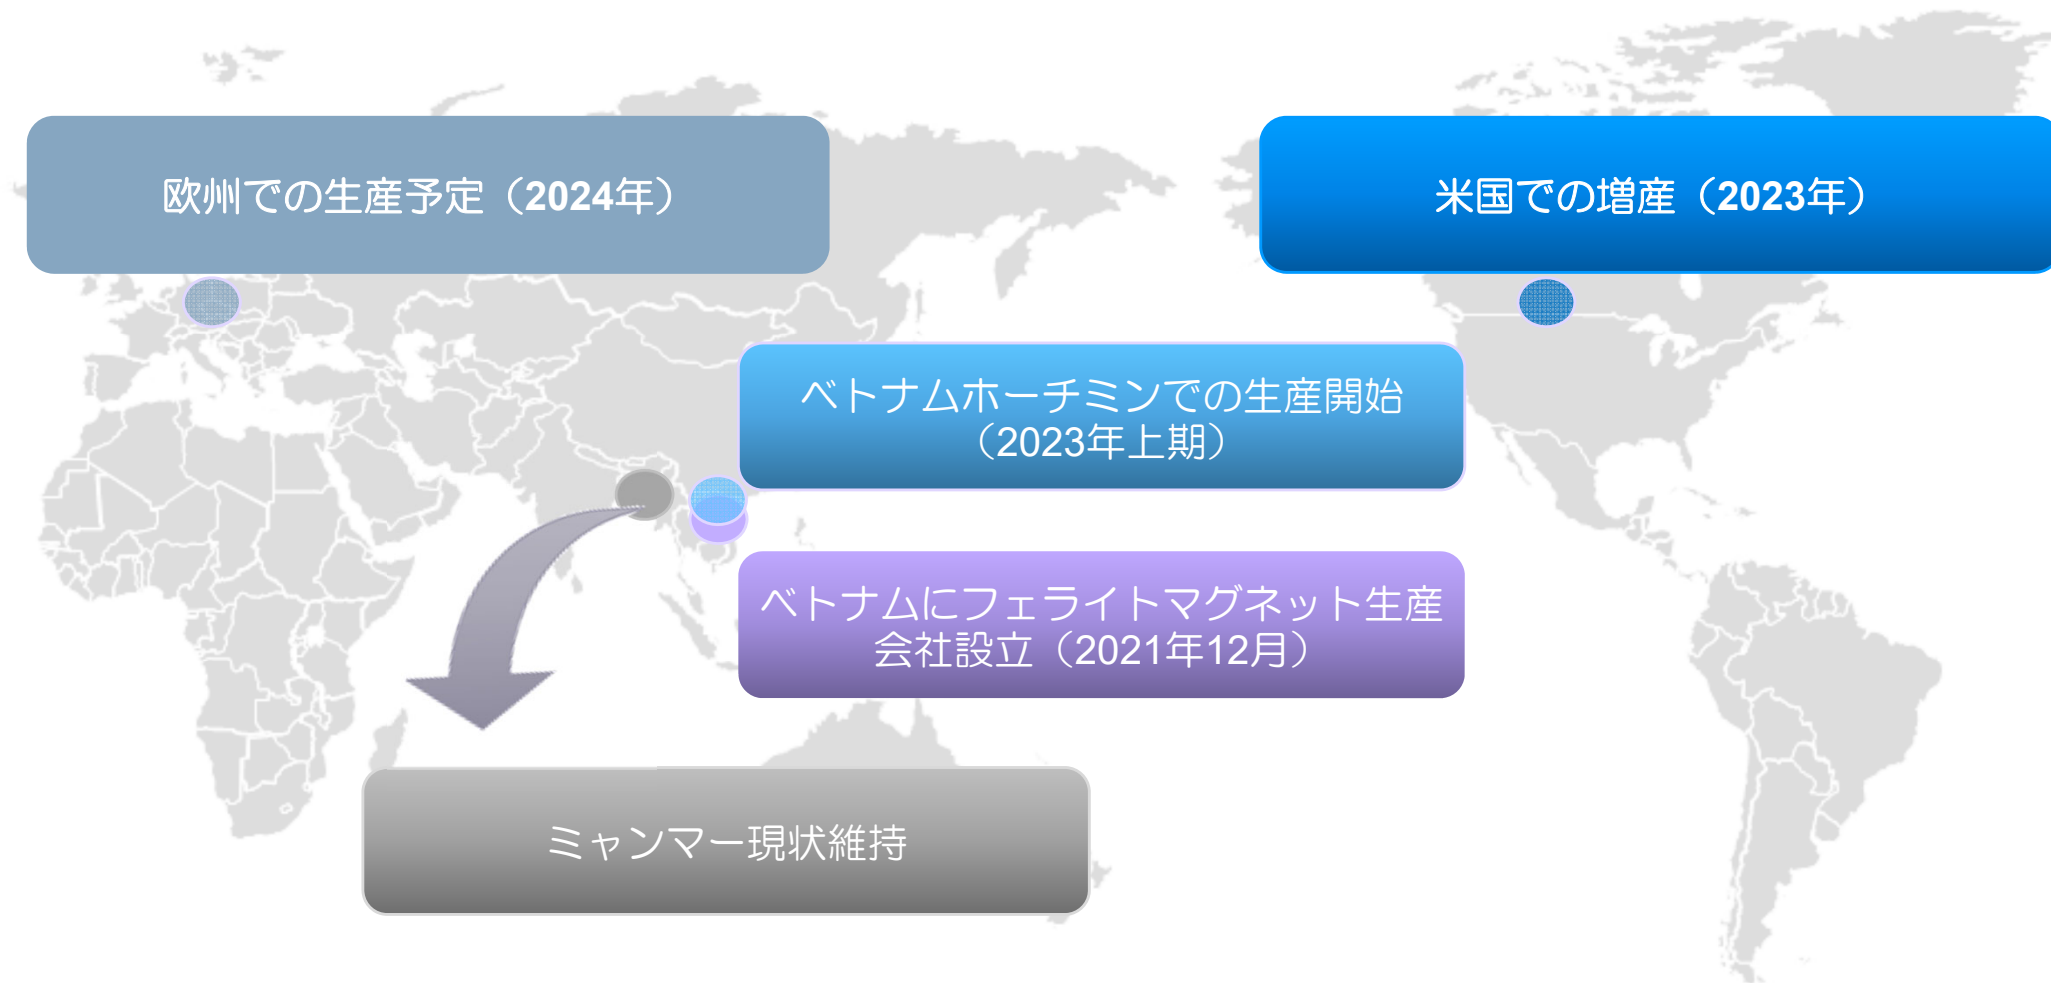 欧州での生産予定（2024年）
米国での増産（2023年）
ベトナムホーチミンでの生産開始
（2023年上期）
ベトナムにフェライトマグネット生産
会社設立（2021年12月）
ミャンマー現状維持